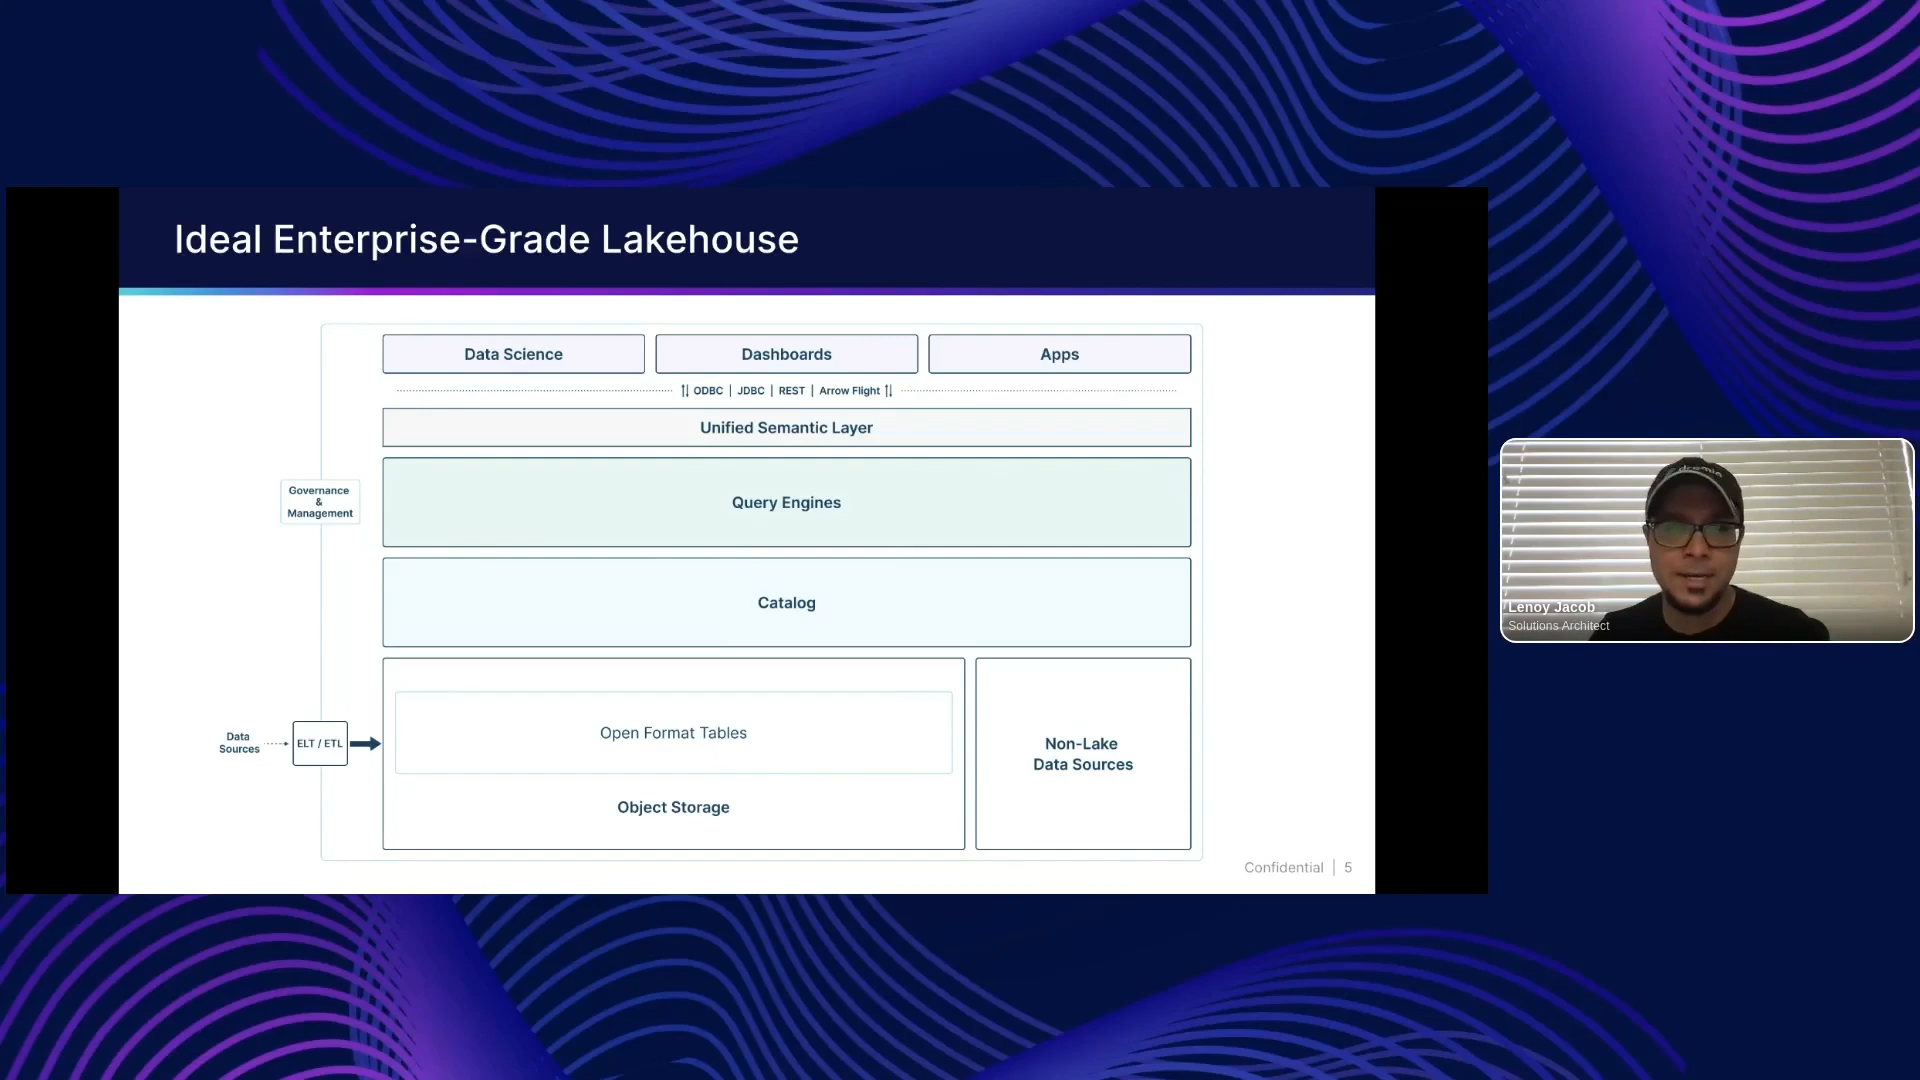 Ideal Enterprise-Grade Lakehouse
Data Science
Dashboards
Apps
ODBC | JDBC | REST | Arrow Flight
Unified Semantic Layer
Governance
&
Management
Query Engines
Catalog
Data
Sources
ELT / ETL
Open Format Tables
Object Storage
Non-Lake
Data Sources
Confidential | 5
dremio
Lenoy Jacob
Solutions Architect